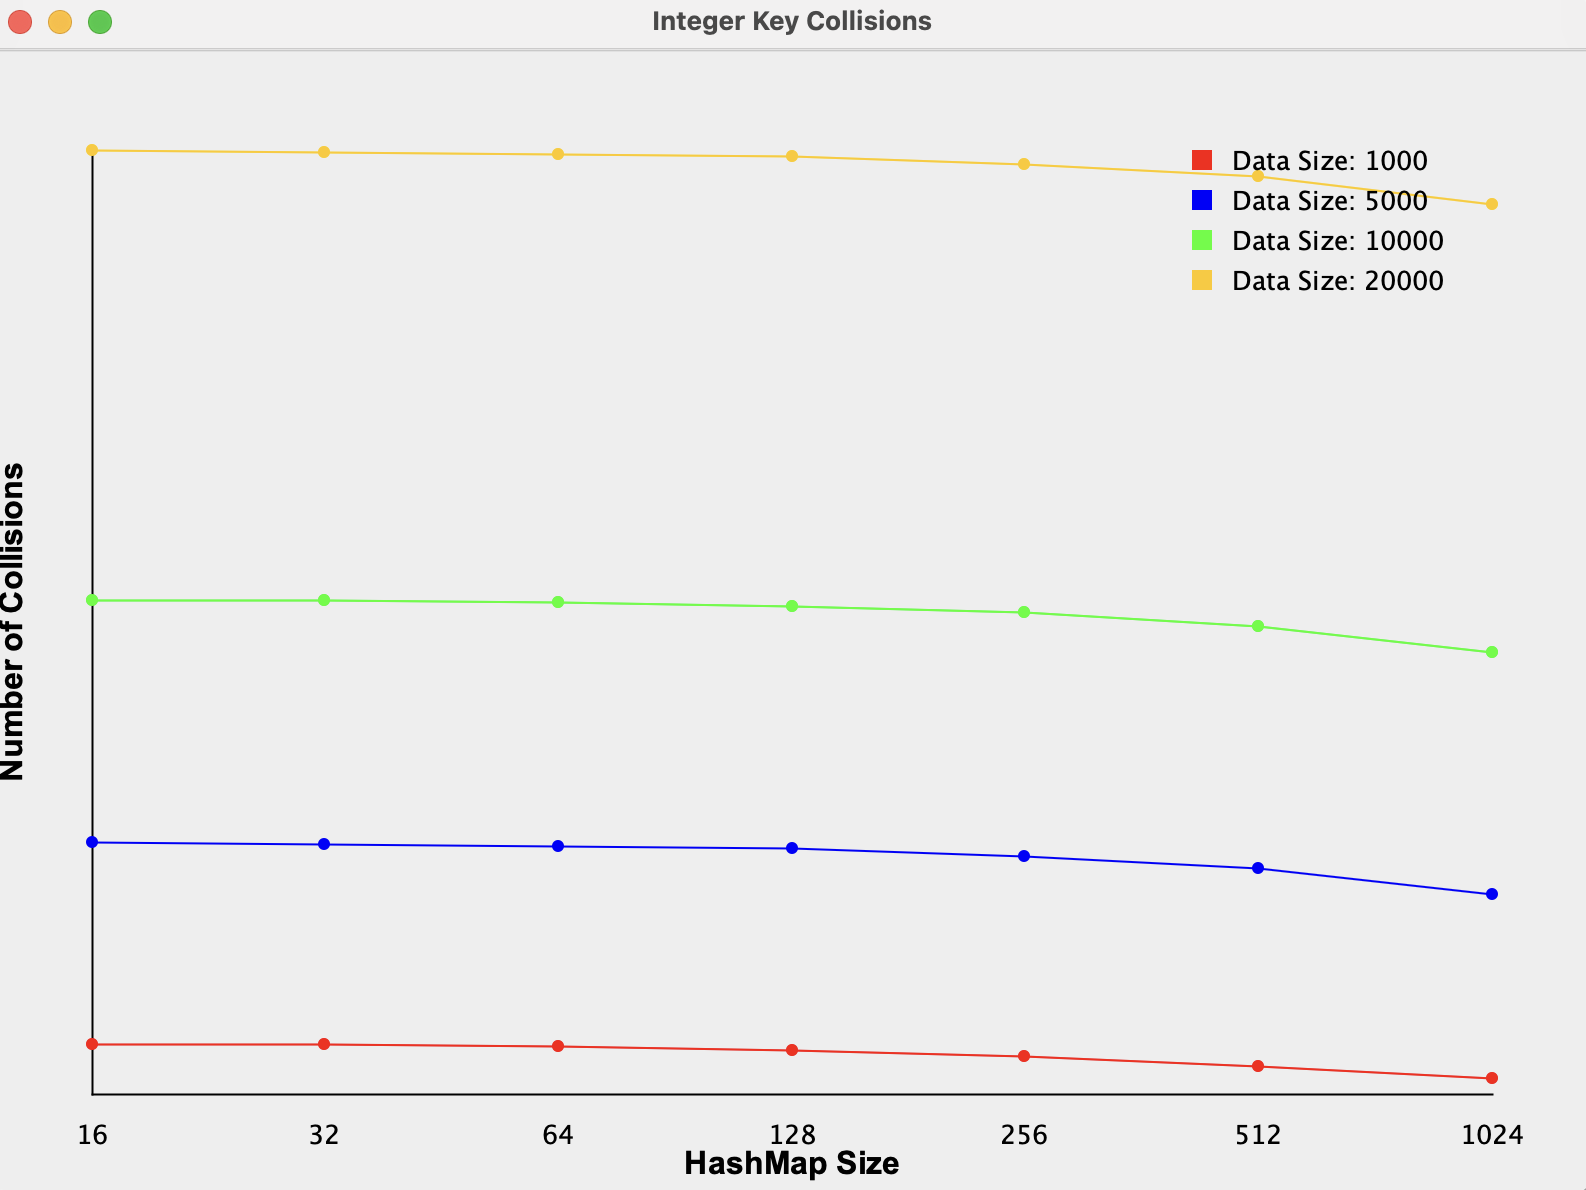 Integer Key Collisions
Data Size: 1000
Data Size: 5000
Data Size: 10000
Data Size: 20000
Number of Collisions
16 32 64 128 256 512 1024
HashMap Size